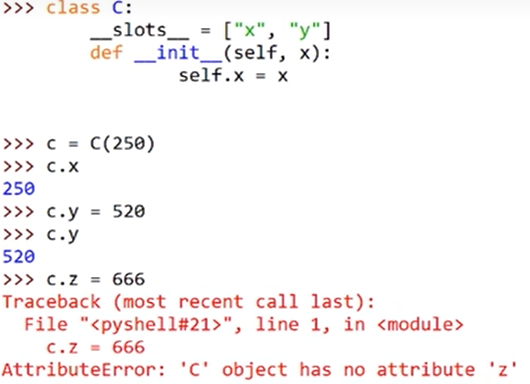 >>> class C:
        __slots__ = ["x", "y"]
        def __init__(self, x):
                self.x = x
>>> c = C(250)
>>> c.x
250
>>> c.y = 520
>>> c.y
520
>>> c.z = 666
Traceback (most recent call last):
  File "<pyshell#21>", line 1, in <module>
    c.z = 666
AttributeError: 'C' object has no attribute 'z'